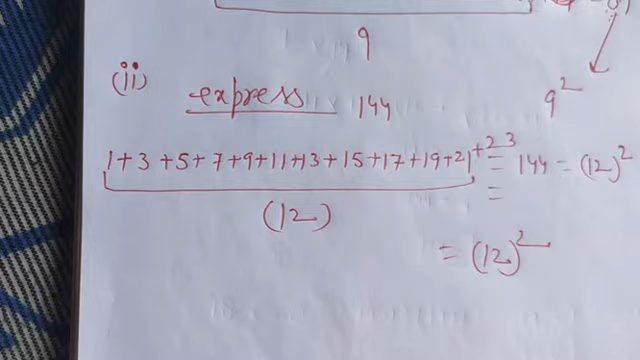 9
(ii) express 144
9²
1+3+5+7+9+11+13+15+17+19+21+23 = 144 = (12)²
(12)
=
= (12)²